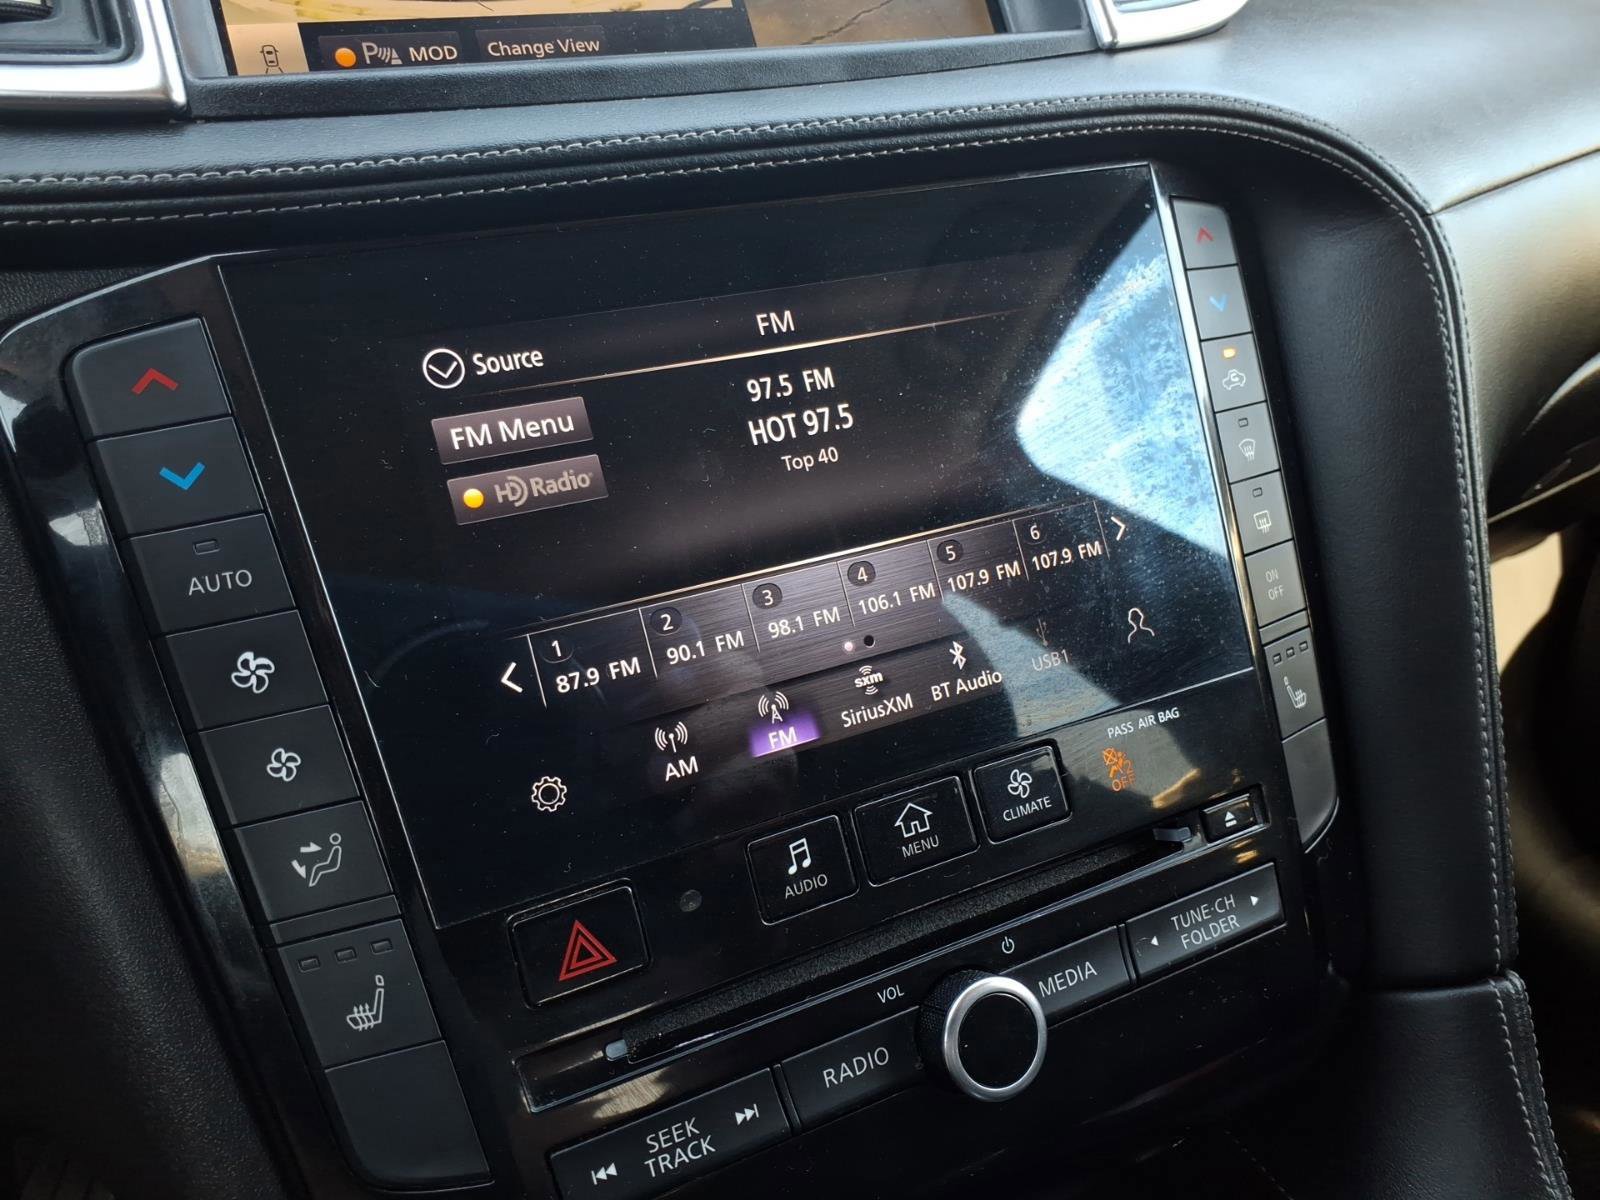 MOD
Change View
FM
Source
97.5 FM
FM Menu
HOT 97.5
HD Radio
Top 40
1
87.9 FM
2
90.1 FM
3
98.1 FM
4
106.1 FM
5
107.9 FM
6
107.9 FM
AM
FM
sxm
SiriusXM
BT Audio
USB1
AUTO
ON
OFF
PASS AIR BAG
2
OFF
AUDIO
MENU
CLIMATE
VOL
MEDIA
TUNE·CH
FOLDER
RADIO
SEEK
TRACK